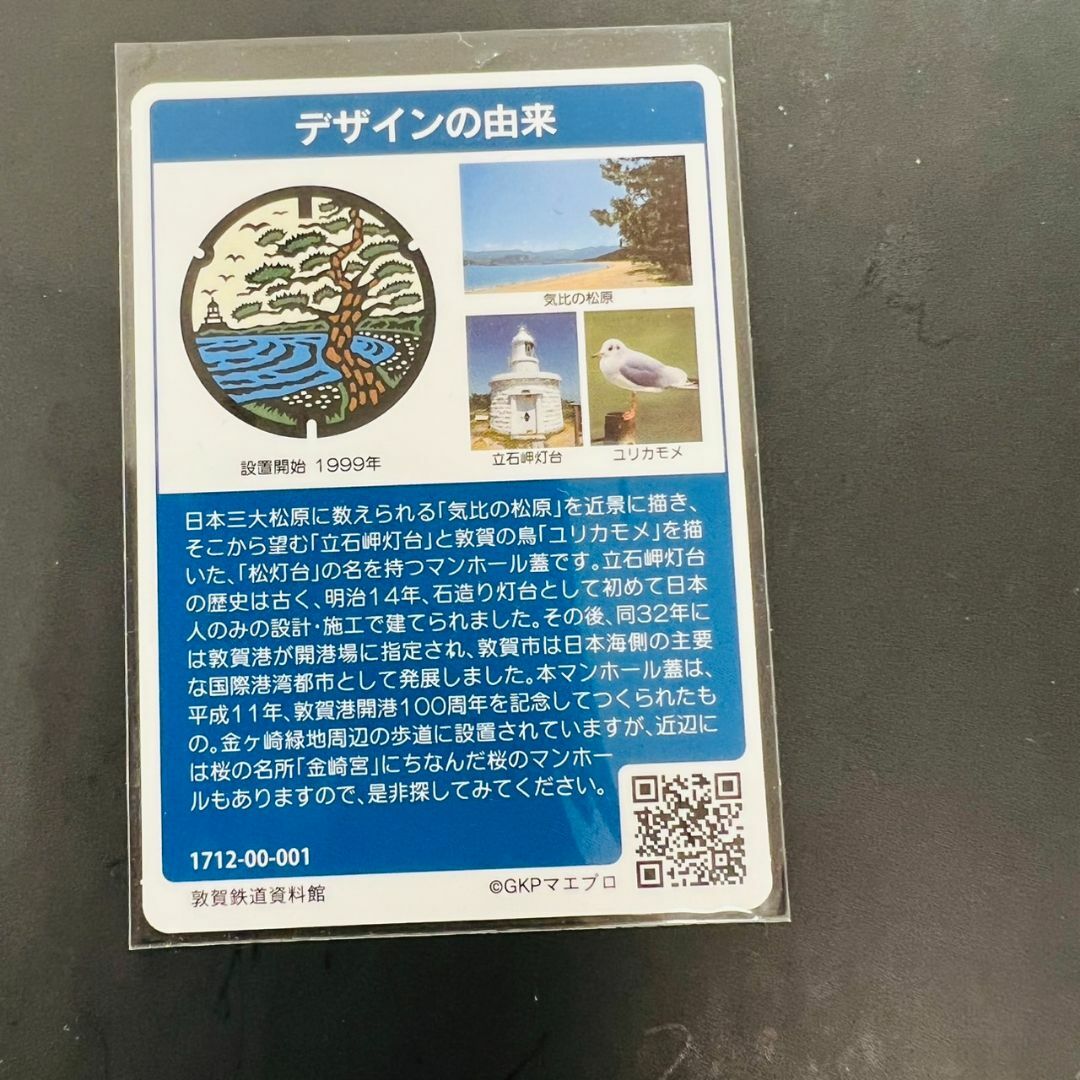 デザインの由来
気比の松原
立石岬灯台
ユリカモメ
設置開始 1999年
日本三大松原に数えられる「気比の松原」を近景に描き、
そこから望む「立石岬灯台」と敦賀の鳥「ユリカモメ」を描
いた、「松灯台」の名を持つマンホール蓋です。立石岬灯台
の歴史は古く、明治14年、石造り灯台として初めて日本
人のみの設計・施工で建てられました。その後、同32年に
は敦賀港が開港場に指定され、敦賀市は日本海側の主要
な国際港湾都市として発展しました。本マンホール蓋は、
平成11年、敦賀港開港100周年を記念してつくられたも
の。金ヶ崎緑地周辺の歩道に設置されていますが、近辺に
は桜の名所「金崎宮」にちなんだ桜のマンホー
ルもありますので、是非探してみてください。
1712-00-001
敦賀鉄道資料館
©GKPマエプロ